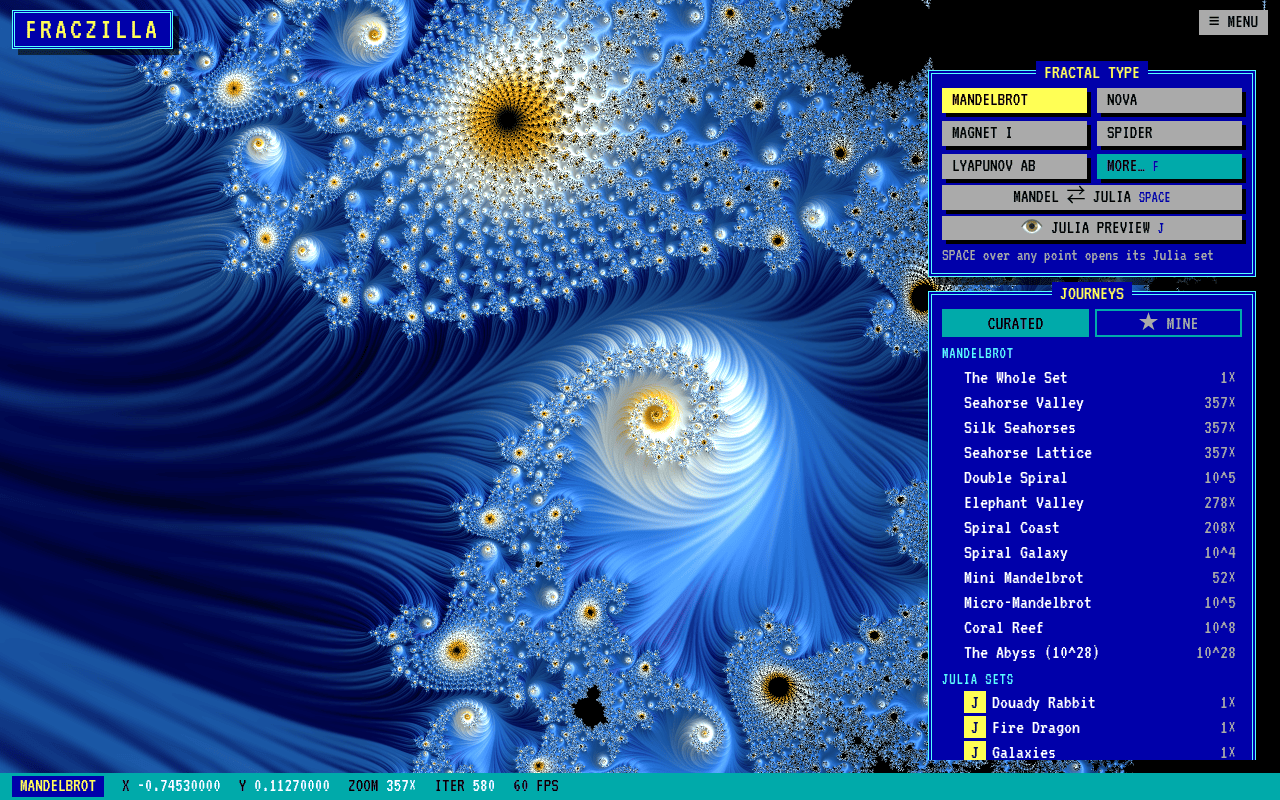 FRACZILLA
≡ MENU
FRACTAL TYPE
MANDELBROT
NOVA
MAGNET I
SPIDER
LYAPUNOV AB
MORE… F
MANDEL ⇄ JULIA SPACE
JULIA PREVIEW J
SPACE over any point opens its Julia set
JOURNEYS
CURATED
★ MINE
MANDELBROT
The Whole Set 1X
Seahorse Valley 357X
Silk Seahorses 357X
Seahorse Lattice 357X
Double Spiral 10^5
Elephant Valley 278X
Spiral Coast 208X
Spiral Galaxy 10^4
Mini Mandelbrot 52X
Micro-Mandelbrot 10^5
Coral Reef 10^8
The Abyss (10^28) 10^28
JULIA SETS
J Douady Rabbit 1X
J Fire Dragon 1X
J Galaxies 1X
MANDELBROT X -0.74530000 Y 0.11270000 ZOOM 357X ITER 580 60 FPS